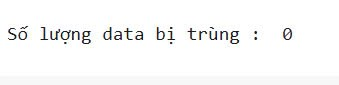 Số lượng data bị trùng :  0